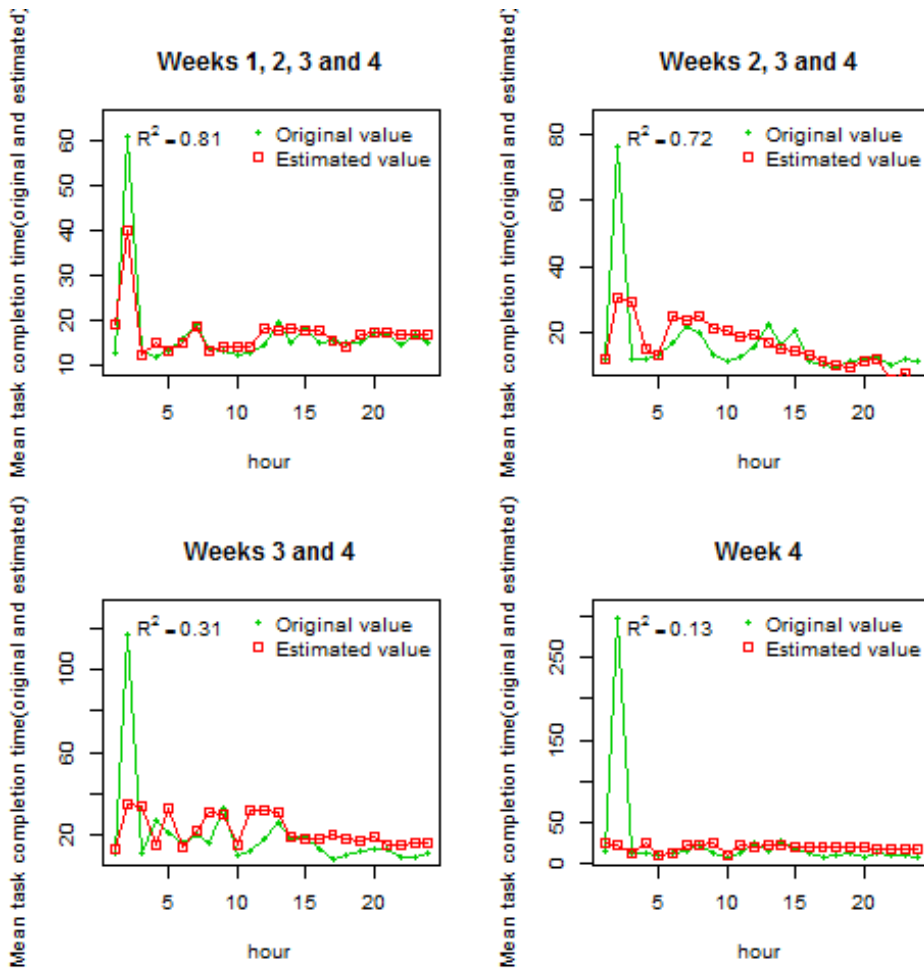 Weeks 1, 2, 3 and 4
Mean task completion time(original and estimated)
R² = 0.81
Original value
Estimated value
10 20 30 40 50 60
5 10 15 20
hour
Weeks 2, 3 and 4
Mean task completion time(original and estimated)
R² = 0.72
Original value
Estimated value
20 40 60 80
5 10 15 20
hour
Weeks 3 and 4
Mean task completion time(original and estimated)
R² = 0.31
Original value
Estimated value
20 60 100
5 10 15 20
hour
Week 4
Mean task completion time(original and estimated)
R² = 0.13
Original value
Estimated value
0 50 150 250
5 10 15 20
hour